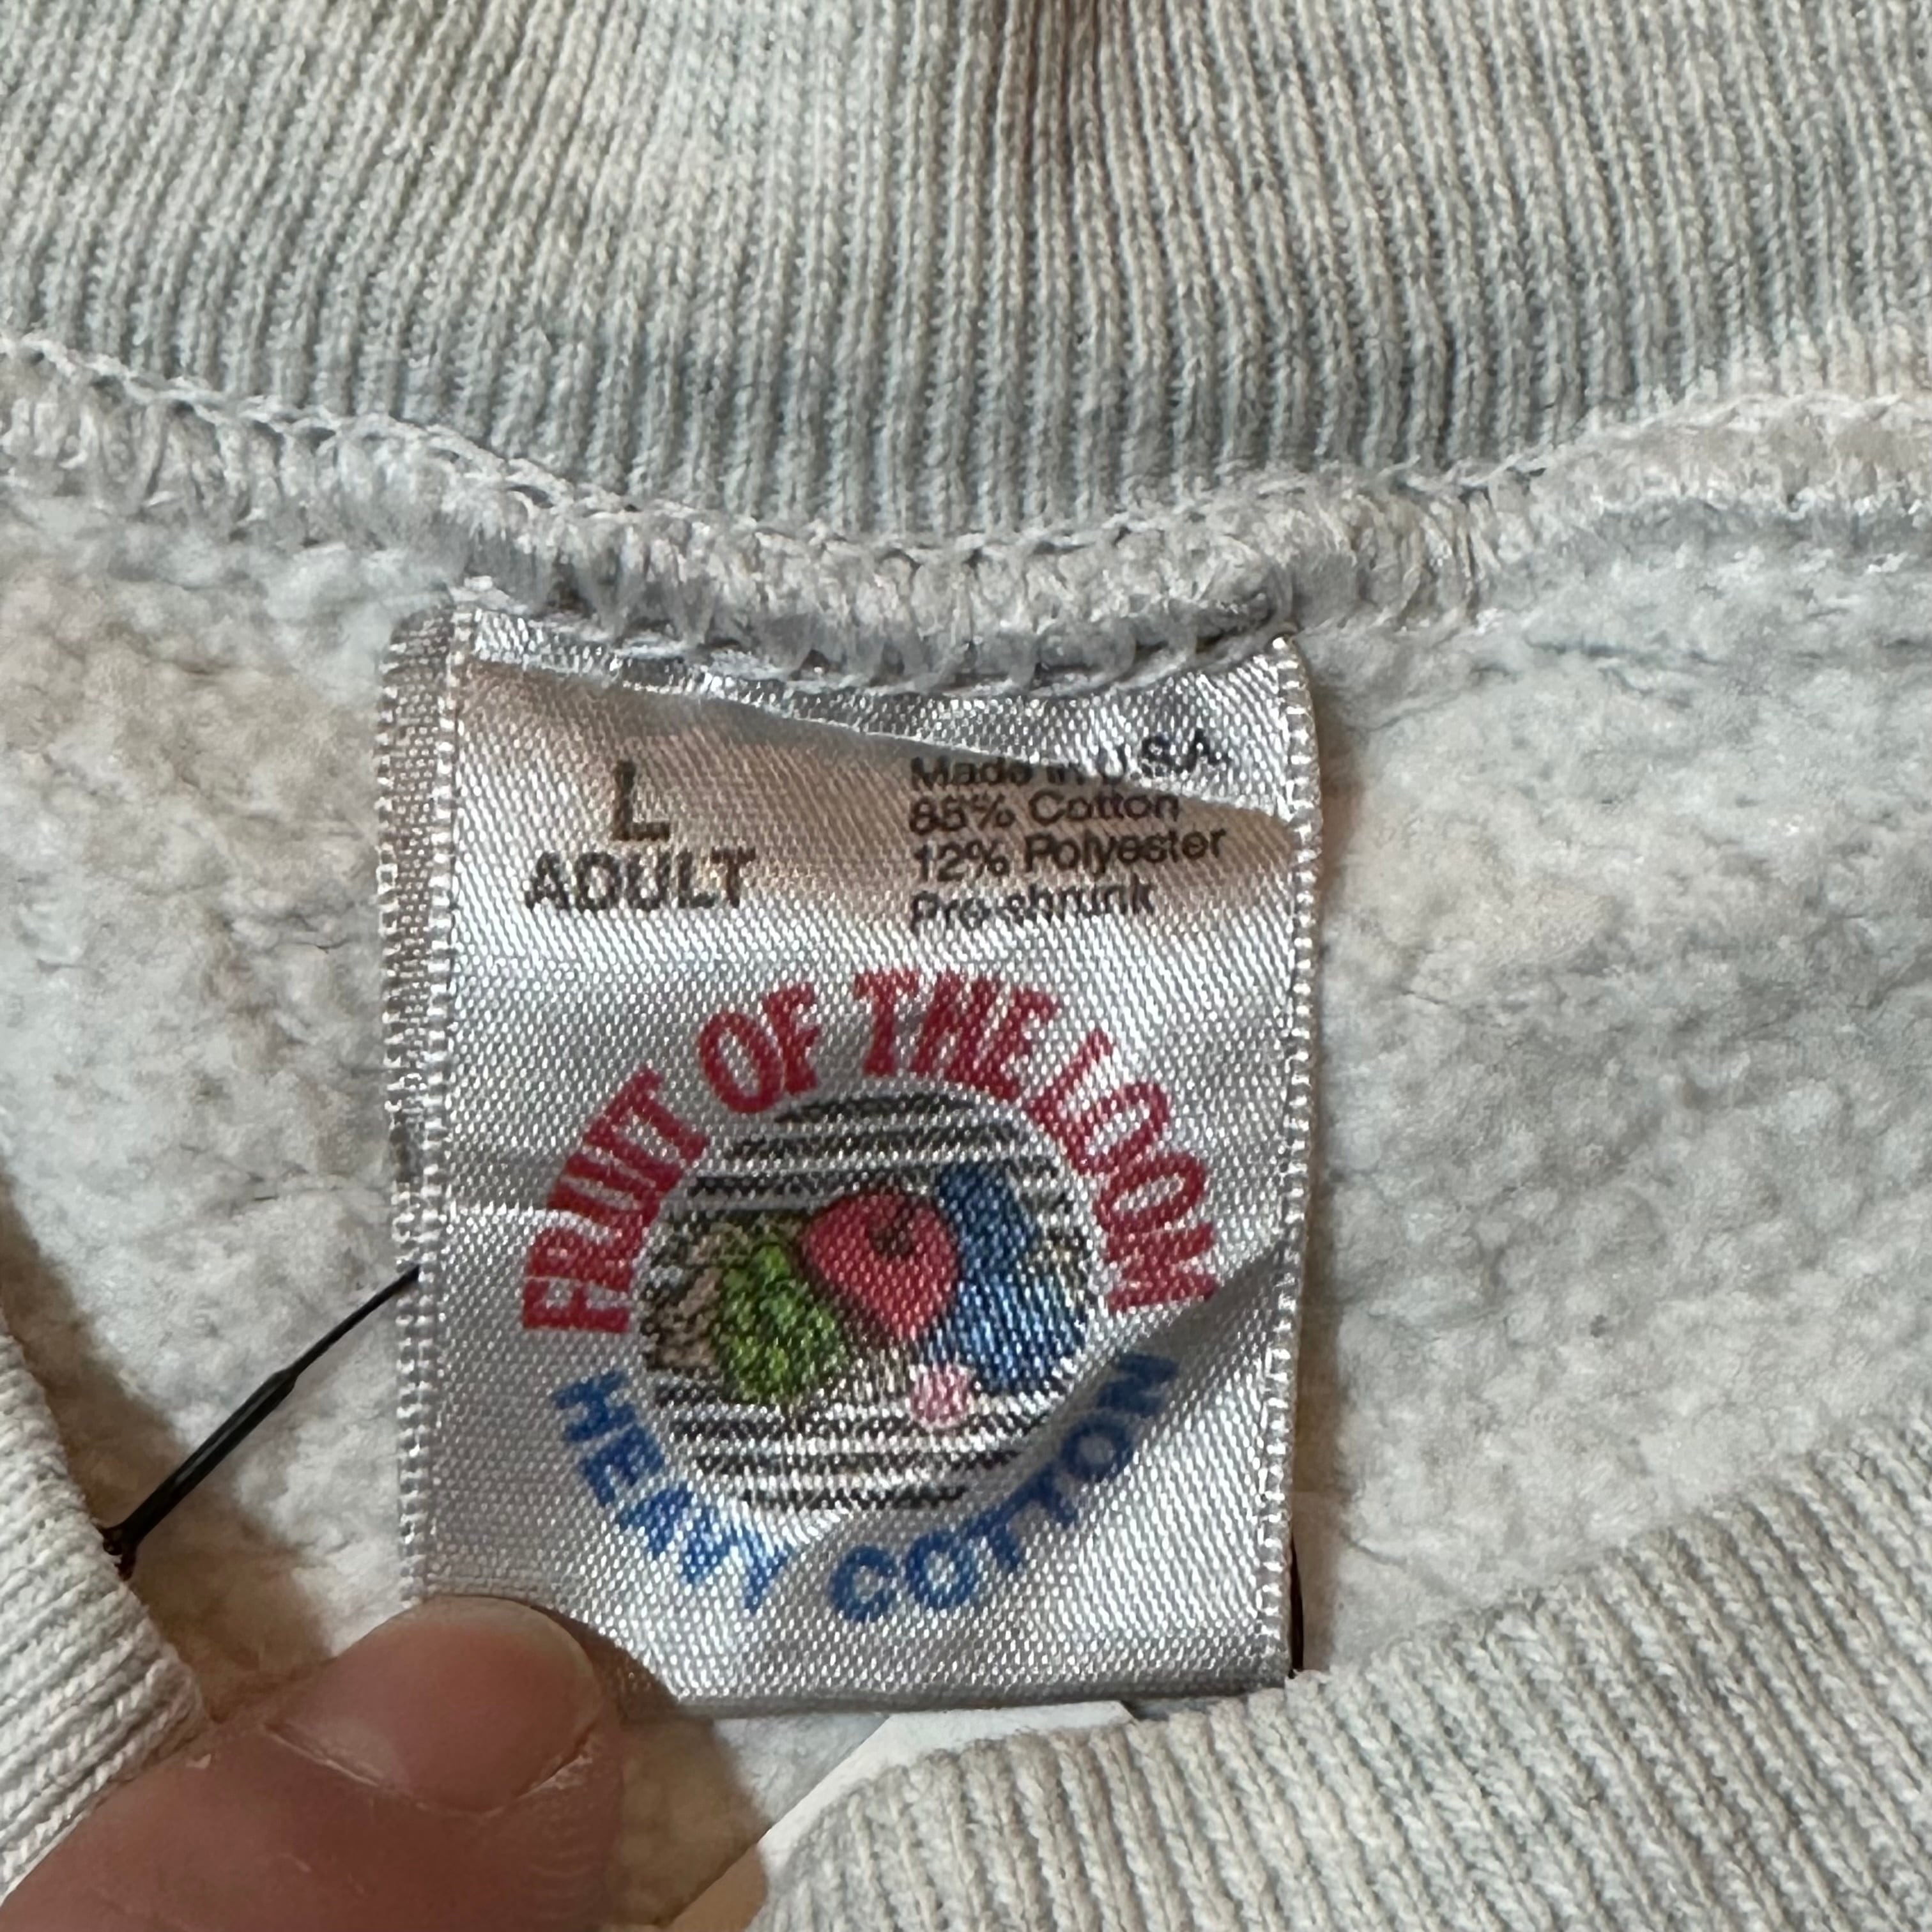 L
ADULT
Made in U.S.A.
88% Cotton
12% Polyester
Pre-shrunk
FRUIT OF THE LOOM
HEAVY COTTON